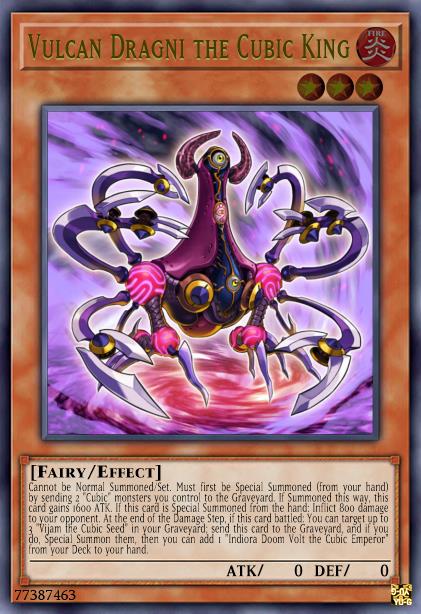 VULCAN DRAGNI THE CUBIC KING
FIRE
炎
[FAIRY/EFFECT]
Cannot be Normal Summoned/Set. Must first be Special Summoned (from your hand)
by sending 2 "Cubic" monsters you control to the Graveyard. If Summoned this way, this
card gains 1600 ATK. If this card is Special Summoned from the hand: Inflict 800 damage
to your opponent. At the end of the Damage Step, if this card battled: You can target up to
3 "Vijam the Cubic Seed" in your Graveyard; send this card to the Graveyard, and if you
do, Special Summon them, then you can add 1 "Indiora Doom Volt the Cubic Emperor"
from your Deck to your hand.
ATK/ 0 DEF/ 0
77387463